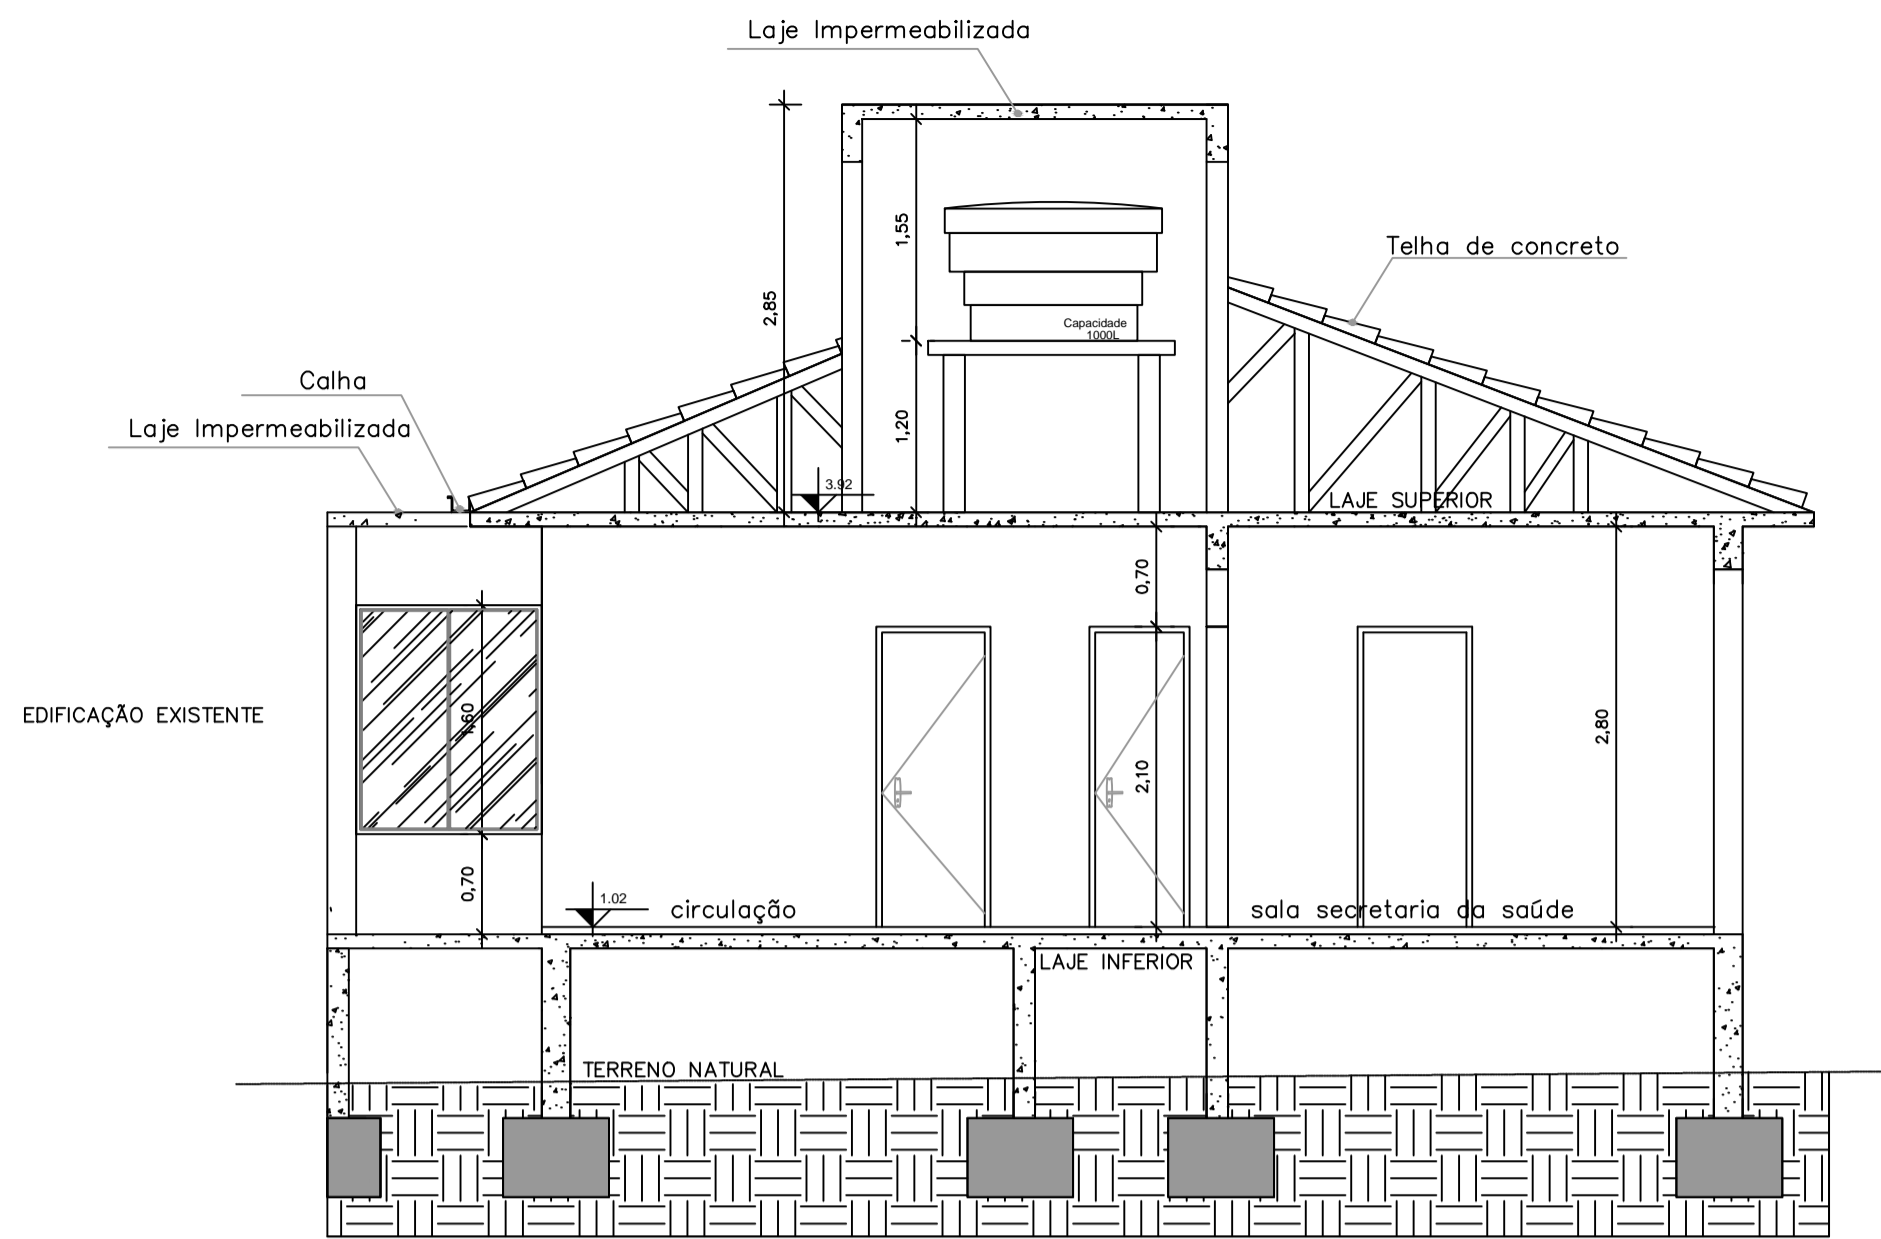 Laje Impermeabilizada
1,55
Telha de concreto
2,85
Capacidade
1000L
Calha
Laje Impermeabilizada
1,20
3.92
LAJE SUPERIOR
0,70
EDIFICAÇÃO EXISTENTE
1,60
2,80
2,10
0,70
1.02
circulação
sala secretaria da saúde
LAJE INFERIOR
TERRENO NATURAL